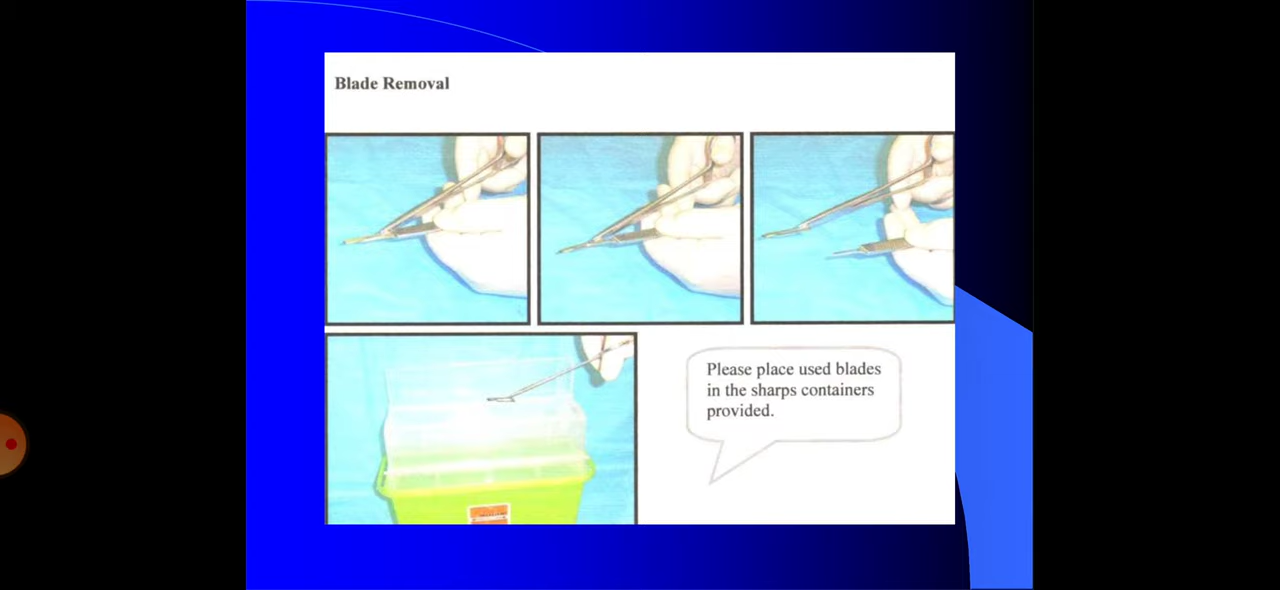 Blade Removal
Please place used blades
in the sharps containers
provided.